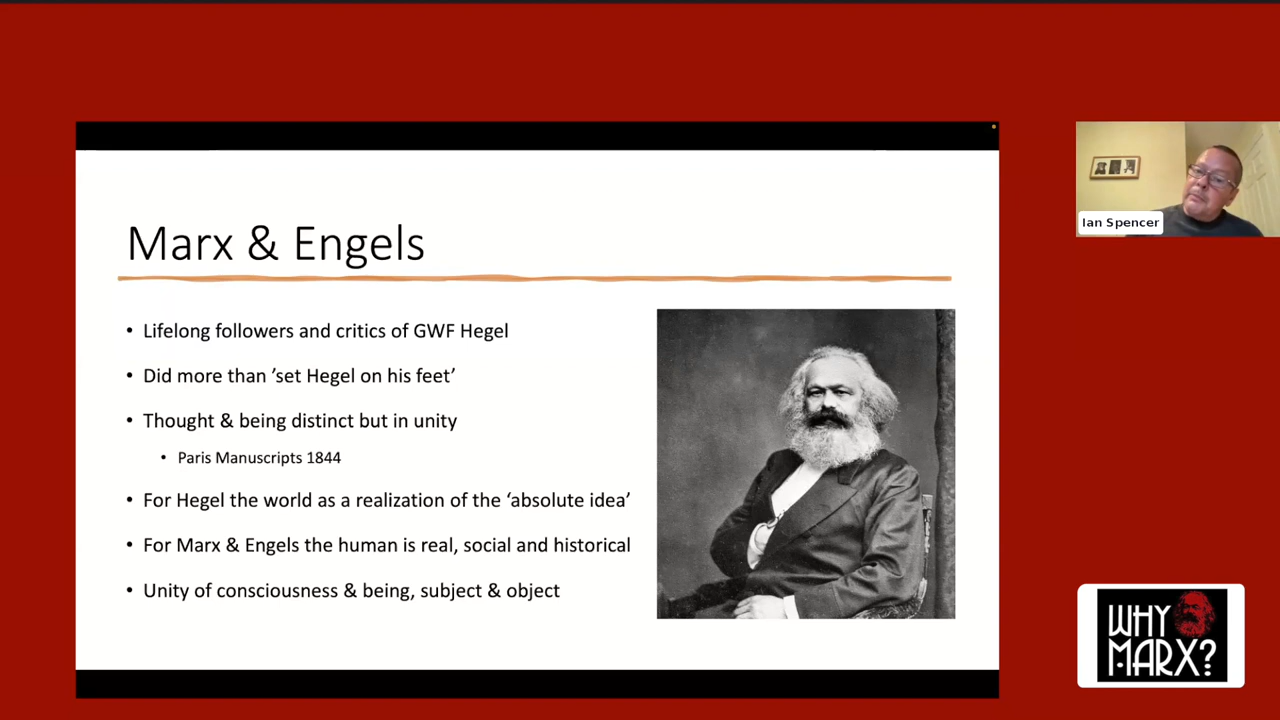 Marx & Engels
• Lifelong followers and critics of GWF Hegel
• Did more than ’set Hegel on his feet’
• Thought & being distinct but in unity
• Paris Manuscripts 1844
• For Hegel the world as a realization of the ‘absolute idea’
• For Marx & Engels the human is real, social and historical
• Unity of consciousness & being, subject & object
Ian Spencer
WHY
MARX?